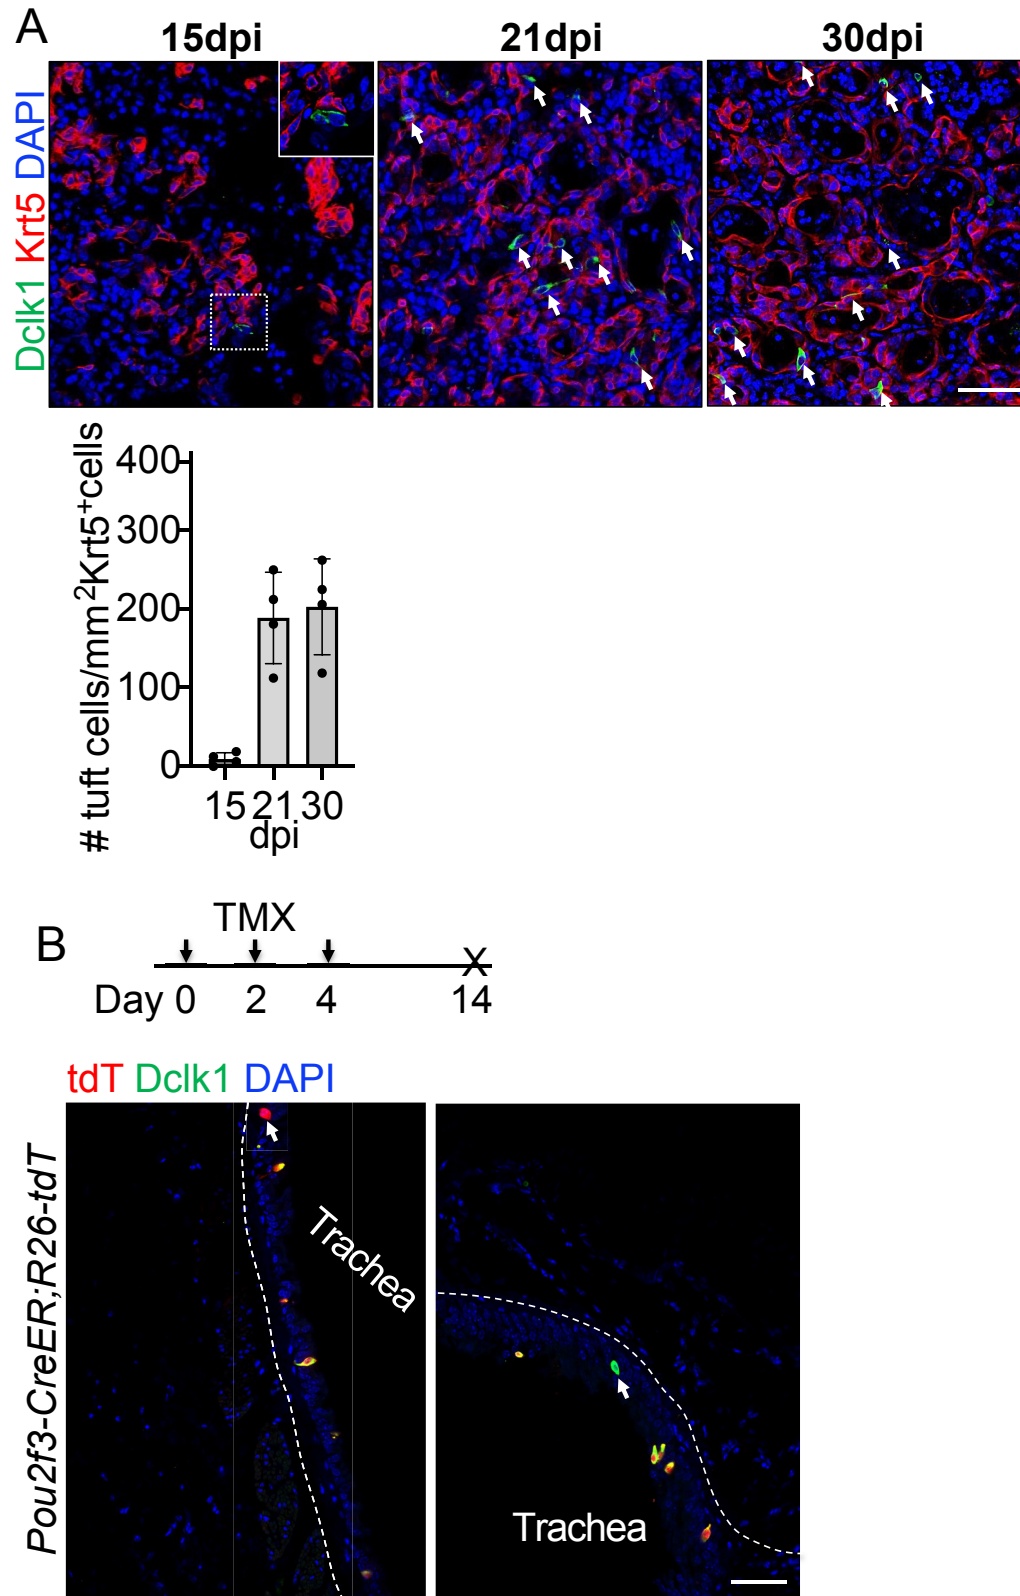 A
15dpi
21dpi
30dpi
Dclk1 Krt5 DAPI
# tuft cells/mm²Krt5⁺cells
400
300
200
100
0
15 21 30
dpi
B
TMX
Day 0 2 4 14
tdT Dclk1 DAPI
Pou2f3-CreER;R26-tdT
Trachea
Trachea